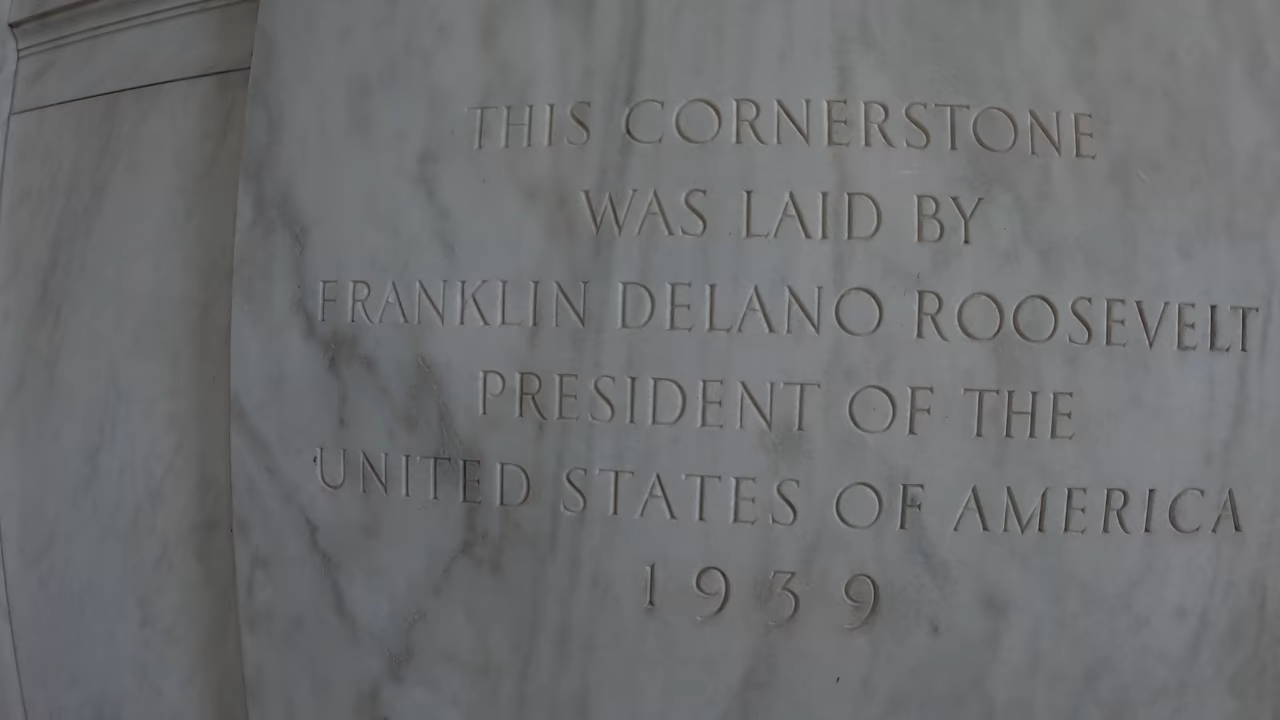 THIS CORNERSTONE
WAS LAID BY
FRANKLIN DELANO ROOSEVELT
PRESIDENT OF THE
UNITED STATES OF AMERICA
1939